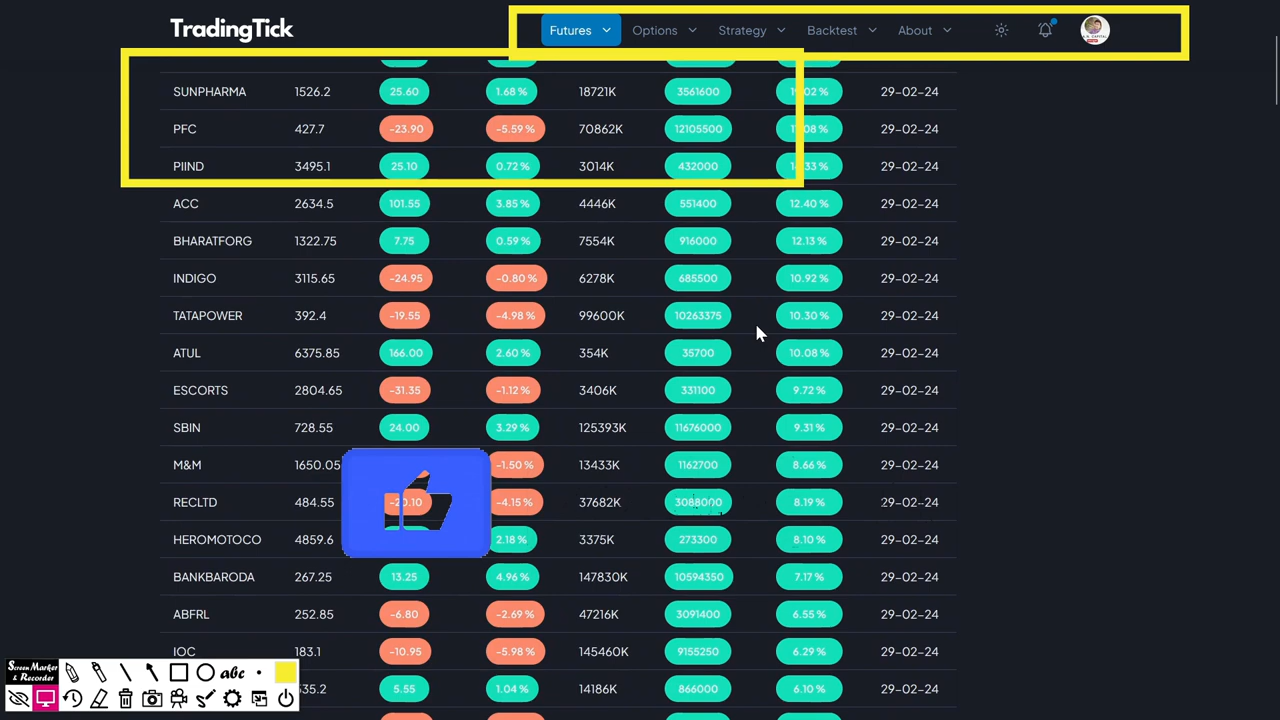 TradingTick Futures Options Strategy Backtest About
SUNPHARMA 1526.2 25.60 1.68 % 18721K 3561600 29-02-24
PFC 427.7 -23.90 -5.59 % 70862K 12105500 29-02-24
PIIND 3495.1 25.10 0.72 % 3014K 432000 29-02-24
ACC 2634.5 101.55 3.85 % 4446K 551400 12.40 % 29-02-24
BHARATFORG 1322.75 7.75 0.59 % 7554K 916000 12.13 % 29-02-24
INDIGO 3115.65 -24.95 -0.80 % 6278K 685500 10.92 % 29-02-24
TATAPOWER 392.4 -19.55 -4.98 % 99600K 10263375 10.30 % 29-02-24
ATUL 6375.85 166.00 2.60 % 354K 35700 10.08 % 29-02-24
ESCORTS 2804.65 -31.35 -1.12 % 3406K 331100 9.72 % 29-02-24
SBIN 728.55 24.00 3.29 % 125393K 11676000 9.31 % 29-02-24
M&M 1650.05 -1.50 % 13433K 1162700 8.66 % 29-02-24
RECLTD 484.55 -20.10 -4.15 % 37682K 3088000 8.19 % 29-02-24
HEROMOTOCO 4859.6 2.18 % 3375K 273300 8.10 % 29-02-24
BANKBARODA 267.25 13.25 4.96 % 147830K 10594350 7.17 % 29-02-24
ABFRL 252.85 -6.80 -2.69 % 47216K 3091400 6.55 % 29-02-24
IOC 183.1 -10.95 -5.98 % 145460K 9155250 6.29 % 29-02-24
5.55 1.04 % 14186K 866000 6.10 % 29-02-24
Screen Marker
& Recorder
abc